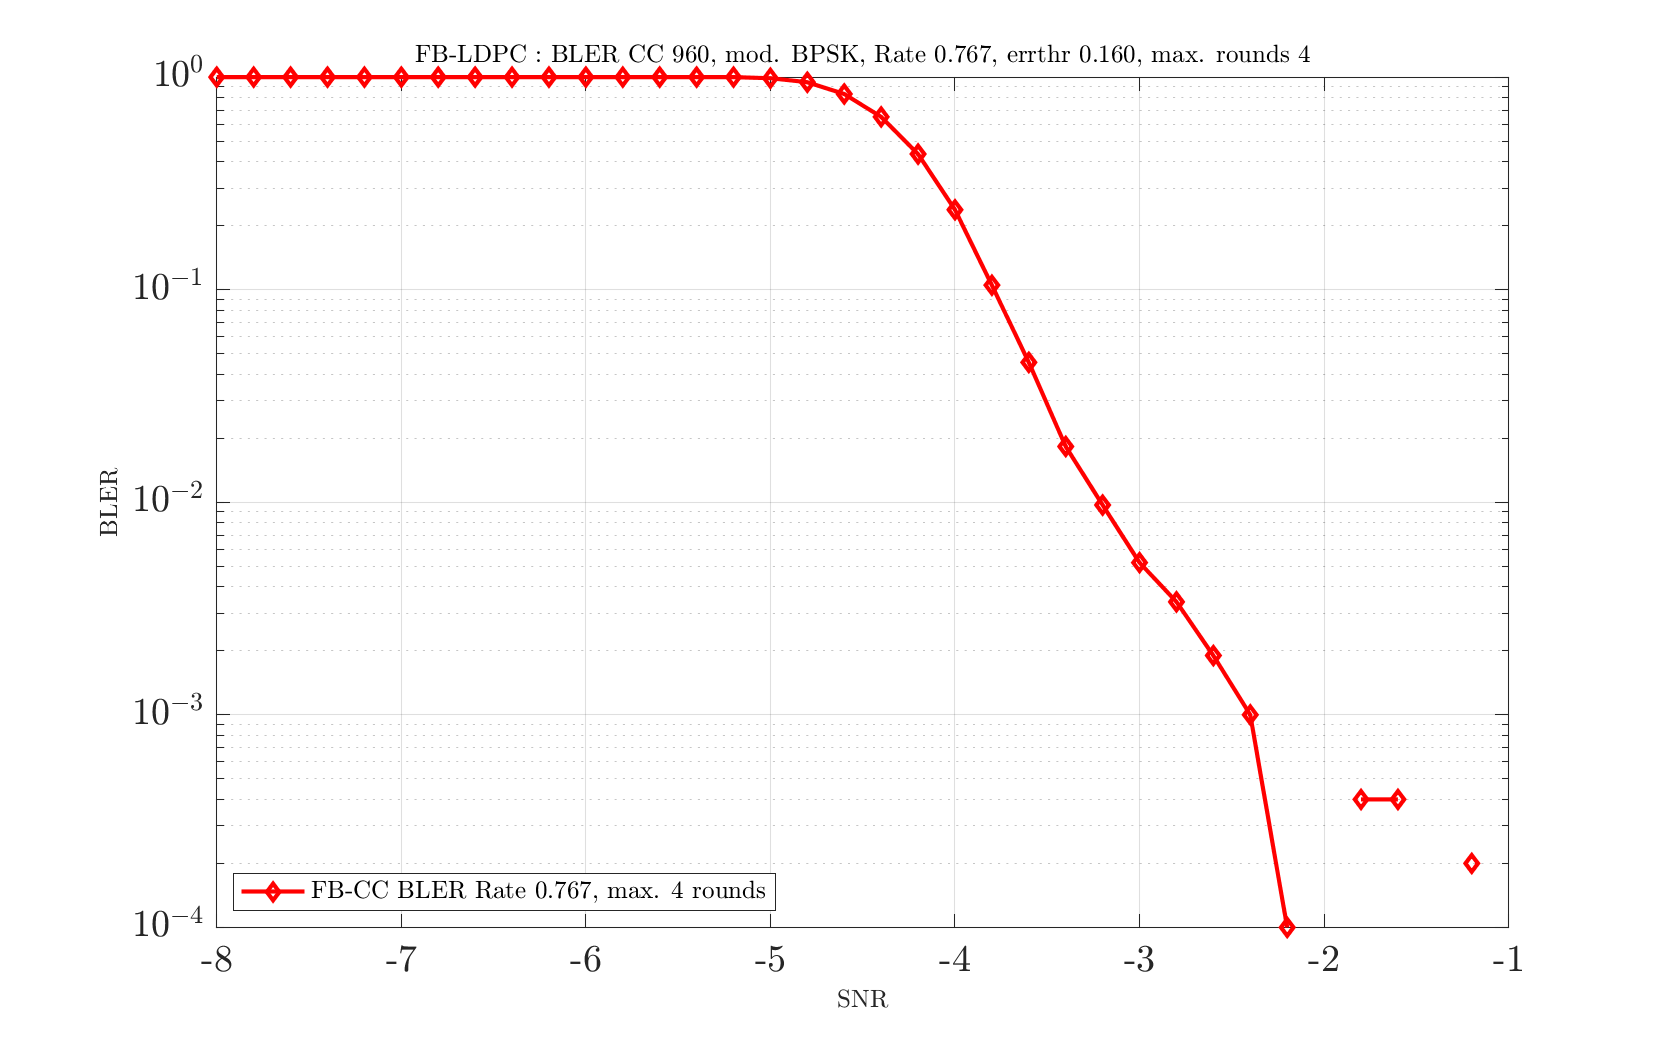 FB-LDPC : BLER CC 960, mod. BPSK, Rate 0.767, errthr 0.160, max. rounds 4
10^0
10^-1
10^-2
10^-3
10^-4
BLER
FB-CC BLER Rate 0.767, max. 4 rounds
-8 -7 -6 -5 -4 -3 -2 -1
SNR